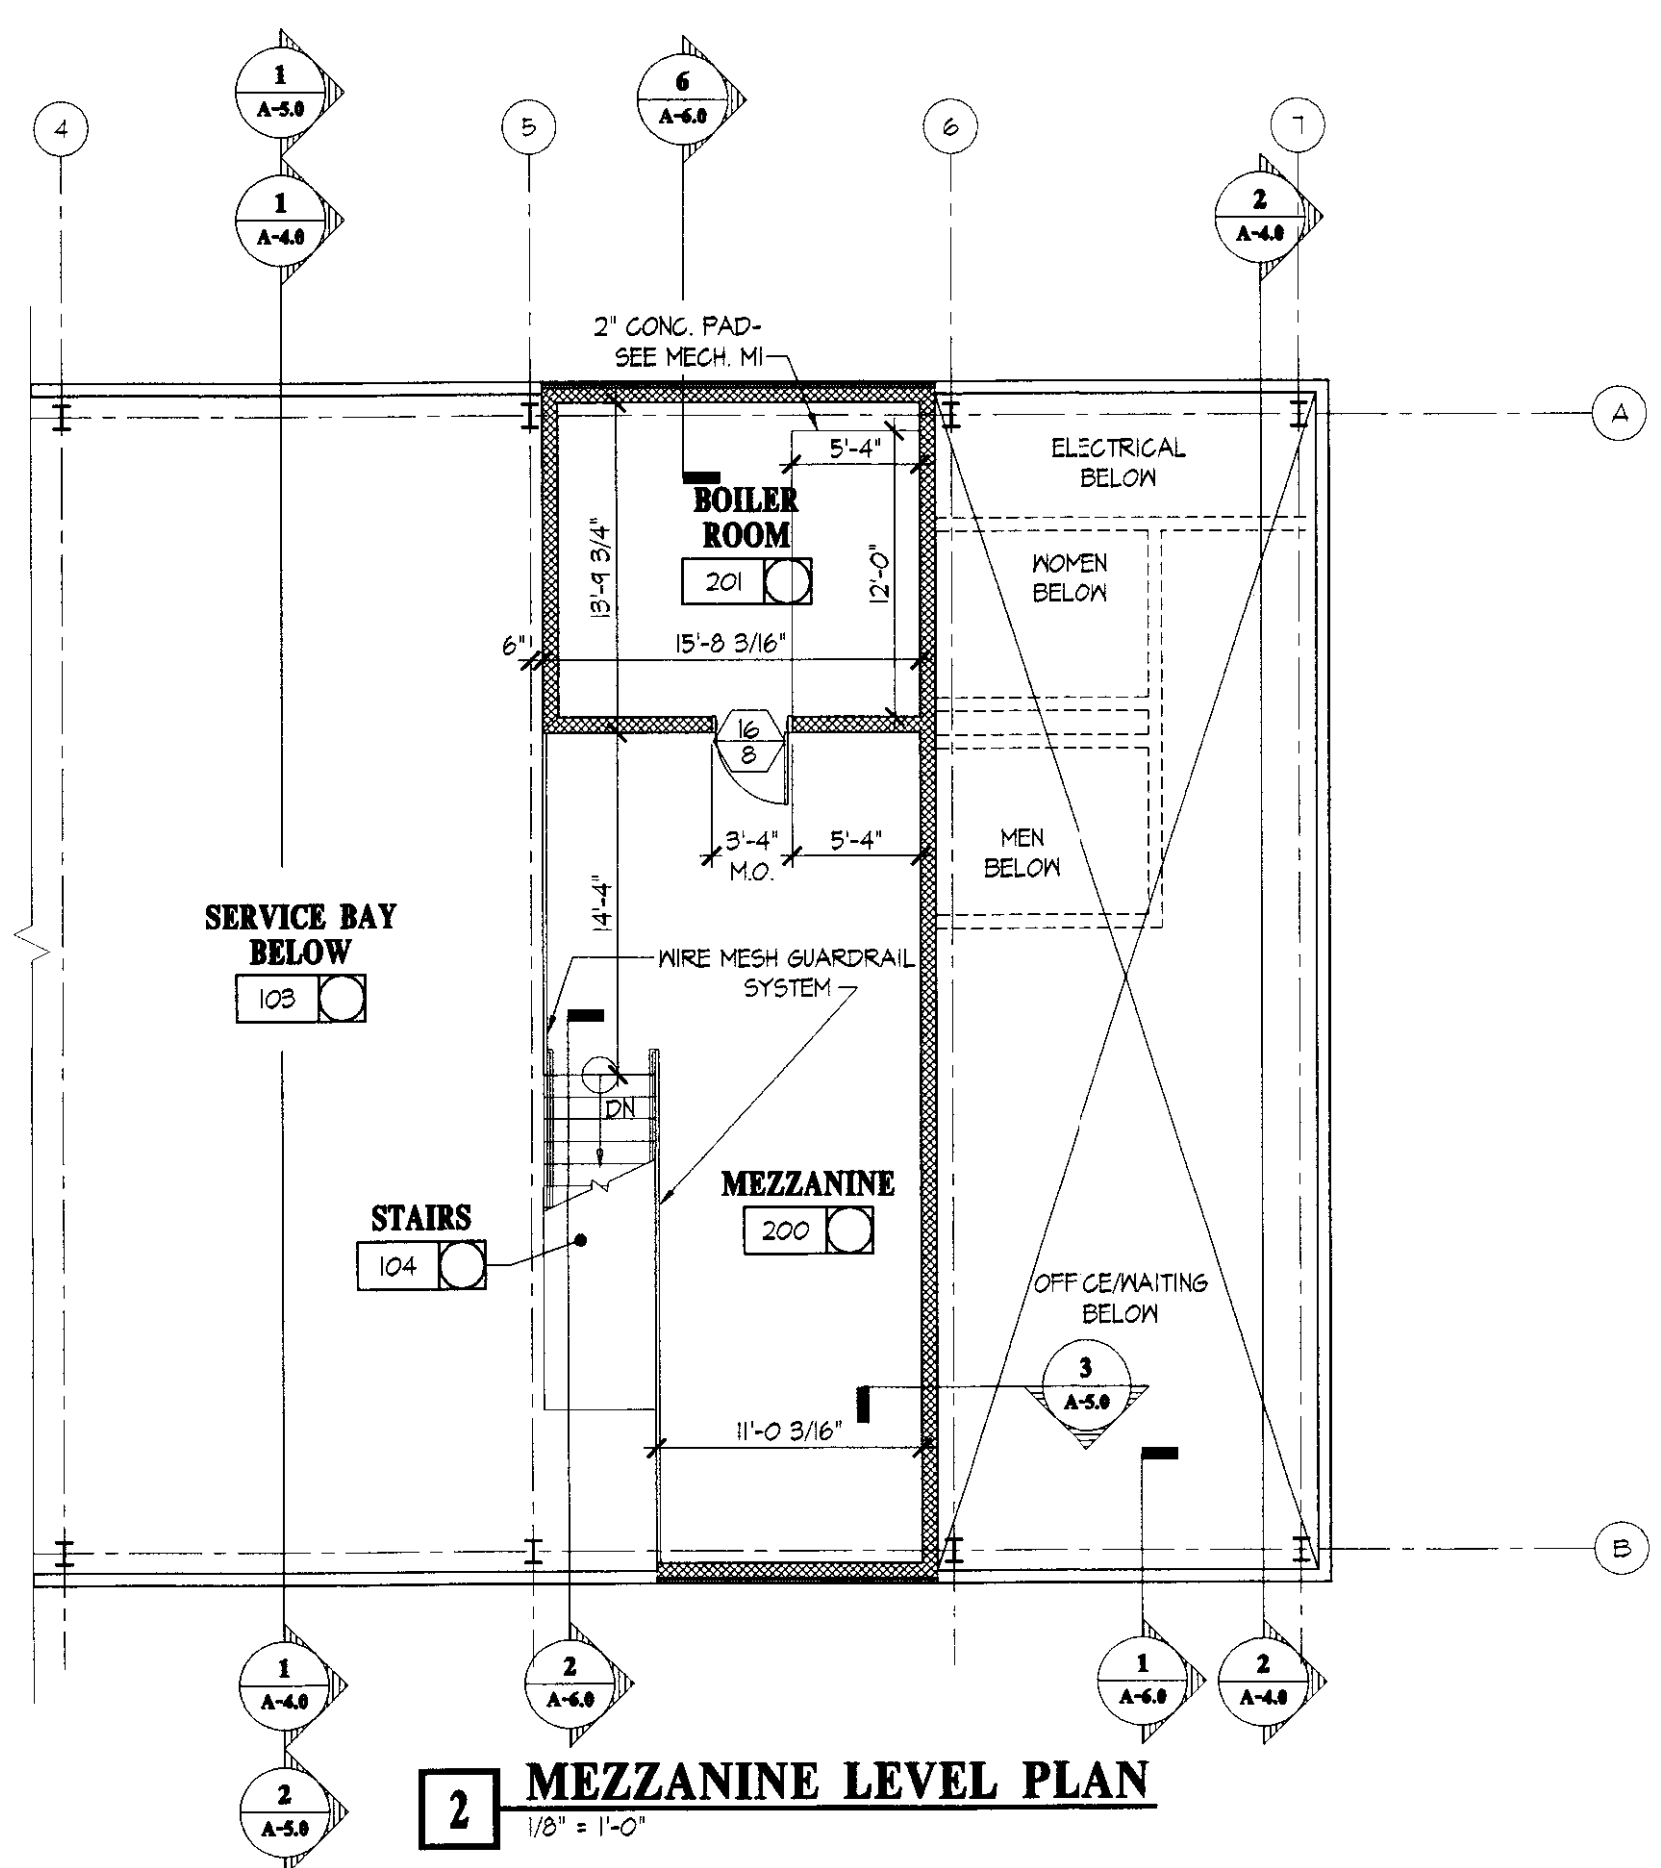 1
A-5.0
6
A-6.0
4
5
6
7
1
A-4.0
2
A-4.0
2" CONC. PAD-
SEE MECH. M1
A
5'-4"
ELECTRICAL
BELOW
BOILER
ROOM
201
13'-9 3/4"
12'-0"
WOMEN
BELOW
6"
15'-8 3/16"
16
8
3'-4"
M.O.
5'-4"
MEN
BELOW
14'-4"
SERVICE BAY
BELOW
103
WIRE MESH GUARDRAIL
SYSTEM
DN
MEZZANINE
200
STAIRS
104
OFF CE/WAITING
BELOW
3
A-5.0
11'-0 3/16"
B
1
A-4.0
2
A-6.0
1
A-6.0
2
A-4.0
2
A-5.0
2
MEZZANINE LEVEL PLAN
1/8" = 1'-0"